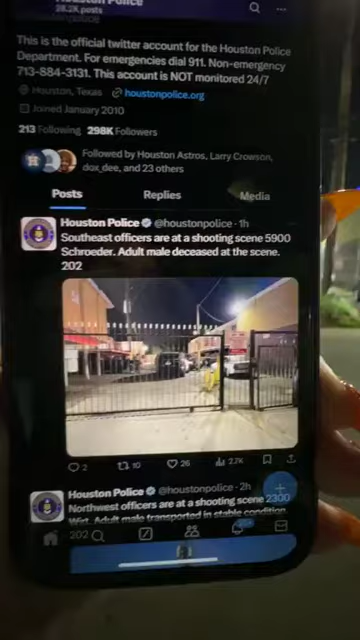 Houston Police
28.2K posts
This is the official twitter account for the Houston Police
Department. For emergencies dial 911. Non-emergency
713-884-3131. This account is NOT monitored 24/7
Houston, Texas houstonpolice.org
Joined January 2010
213 Following 298K Followers
Followed by Houston Astros, Larry Crowson,
dox_dee, and 23 others
Posts Replies Media
Houston Police @houstonpolice · 1h
Southeast officers are at a shooting scene 5900
Schroeder. Adult male deceased at the scene.
202
2 10 26 2.7K
Houston Police @houstonpolice · 2h
Northwest officers are at a shooting scene 2300
Wirt. Adult male transported in stable condition.
202